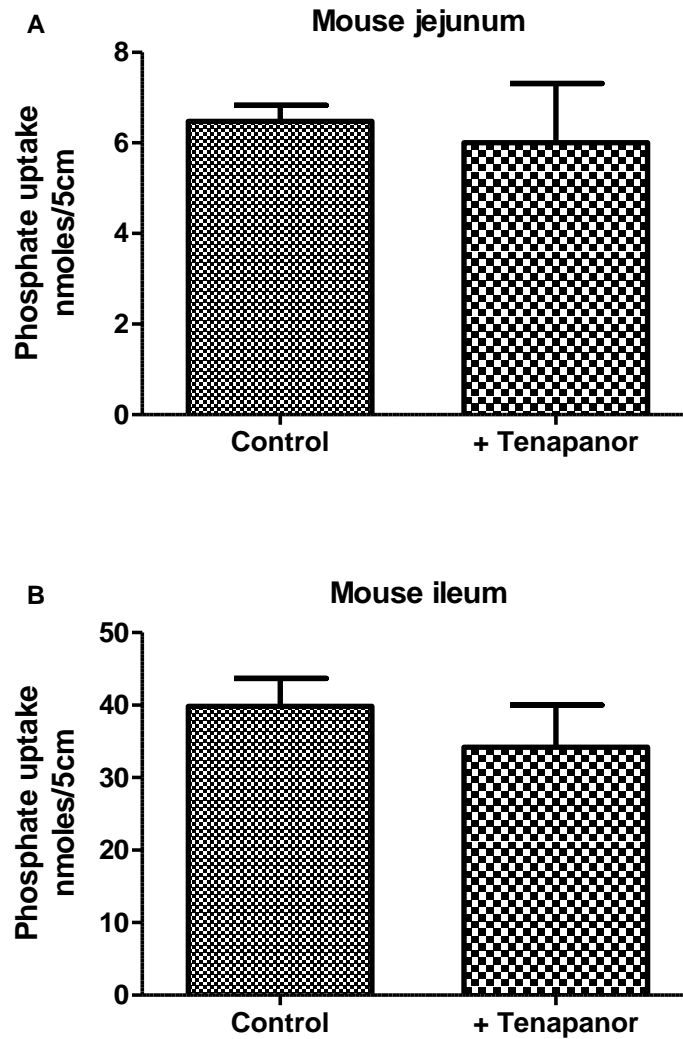 A
Mouse jejunum
Phosphate uptake
nmoles/5cm
8
6
4
2
0
Control
+ Tenapanor
B
Mouse ileum
Phosphate uptake
nmoles/5cm
50
40
30
20
10
0
Control
+ Tenapanor